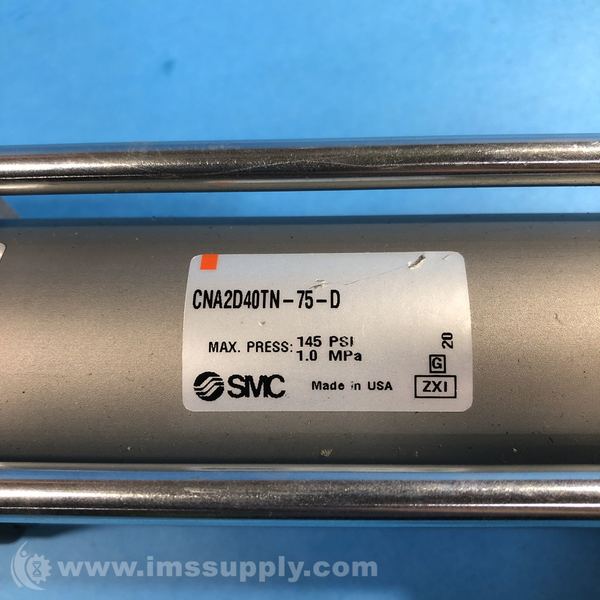 CNA2D40TN-75-D
MAX. PRESS: 145 PSI
1.0 MPa
SMC
Made in USA
20
G
ZXI
www.imssupply.com